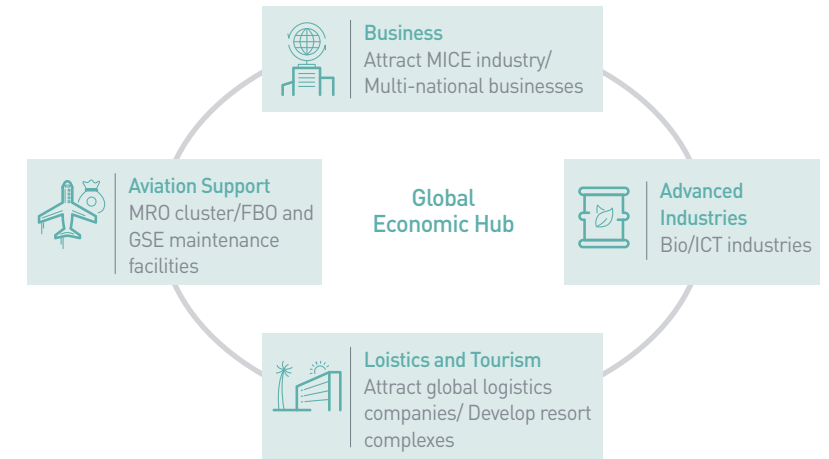 Business
Attract MICE industry/
Multi-national businesses
Aviation Support
MRO cluster/FBO and
GSE maintenance
facilities
Global
Economic Hub
Advanced
Industries
Bio/ICT industries
Loistics and Tourism
Attract global logistics
companies/ Develop resort
complexes